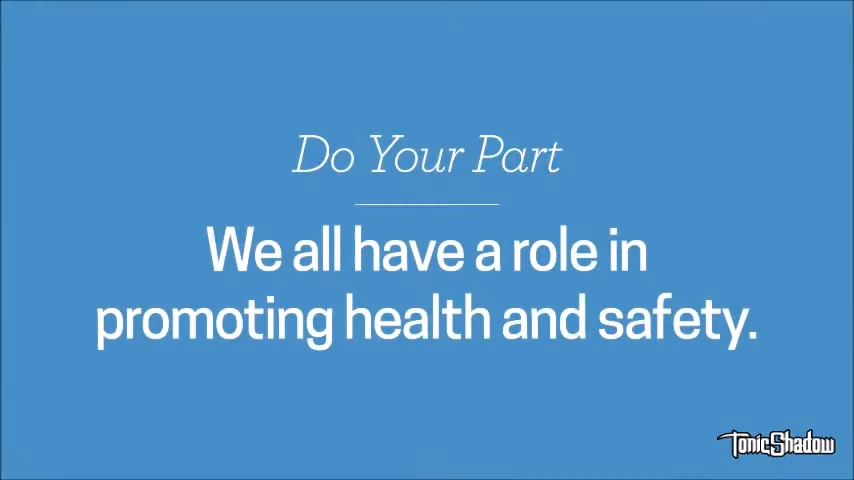 Do Your Part
We all have a role in
promoting health and safety.
TonicShadow